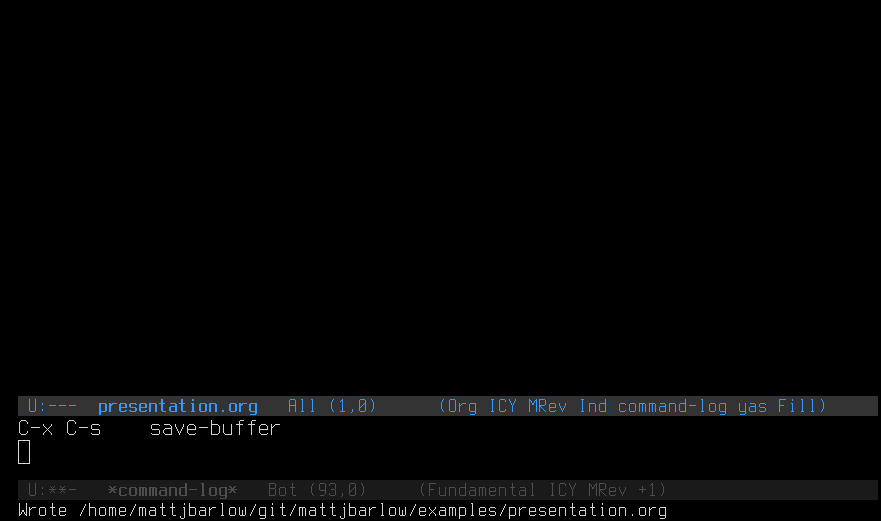 U:---  presentation.org   All (1,0)      (Org ICY MRev Ind command-log yas Fill)
C-x C-s    save-buffer
U:**-   *command-log*   Bot (93,0)     (Fundamental ICY MRev +1)
Wrote /home/mattjbarlow/git/mattjbarlow/examples/presentation.org